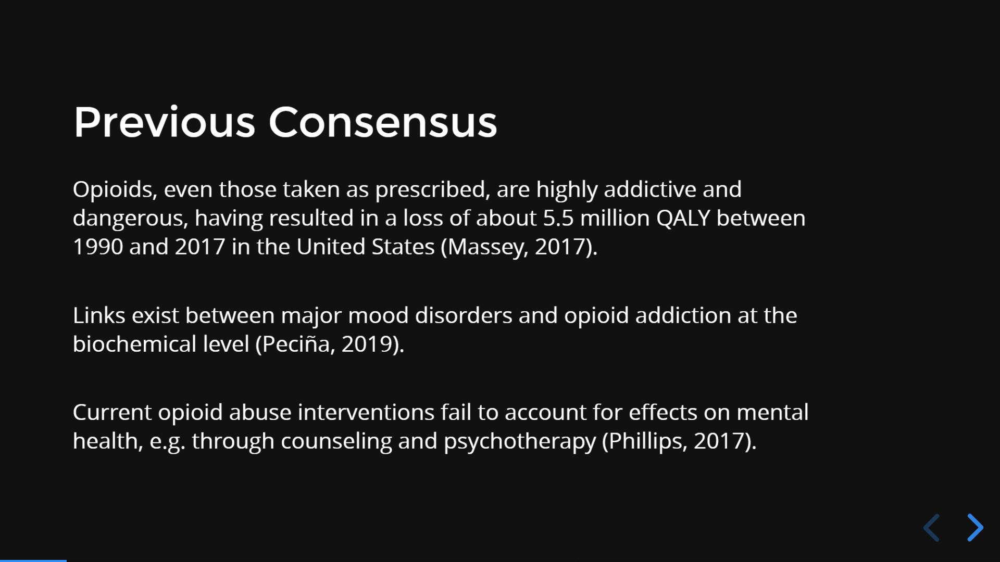 Previous Consensus
Opioids, even those taken as prescribed, are highly addictive and
dangerous, having resulted in a loss of about 5.5 million QALY between
1990 and 2017 in the United States (Massey, 2017).
Links exist between major mood disorders and opioid addiction at the
biochemical level (Peciña, 2019).
Current opioid abuse interventions fail to account for effects on mental
health, e.g. through counseling and psychotherapy (Phillips, 2017).